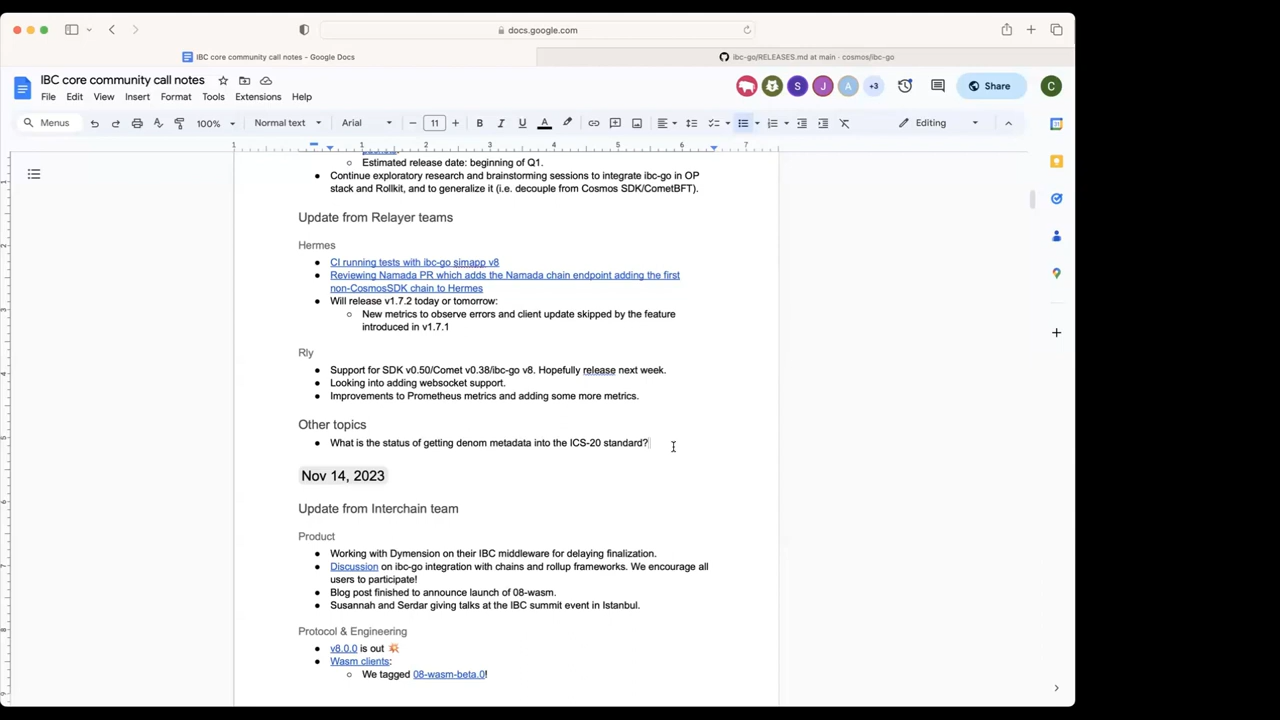 docs.google.com
IBC core community call notes - Google Docs
ibc-go/RELEASES.md at main · cosmos/ibc-go
IBC core community call notes
File Edit View Insert Format Tools Extensions Help
S J A +3 Share C
Menus 100% Normal text Arial 11 B I U A Editing
1 1 2 3 4 5 6 7
Estimated release date: beginning of Q1.
Continue exploratory research and brainstorming sessions to integrate ibc-go in OP
stack and Rollkit, and to generalize it (i.e. decouple from Cosmos SDK/CometBFT).
Update from Relayer teams
Hermes
CI running tests with ibc-go simapp v8
Reviewing Namada PR which adds the Namada chain endpoint adding the first
non-CosmosSDK chain to Hermes
Will release v1.7.2 today or tomorrow:
New metrics to observe errors and client update skipped by the feature
introduced in v1.7.1
Rly
Support for SDK v0.50/Comet v0.38/ibc-go v8. Hopefully release next week.
Looking into adding websocket support.
Improvements to Prometheus metrics and adding some more metrics.
Other topics
What is the status of getting denom metadata into the ICS-20 standard?
Nov 14, 2023
Update from Interchain team
Product
Working with Dymension on their IBC middleware for delaying finalization.
Discussion on ibc-go integration with chains and rollup frameworks. We encourage all
users to participate!
Blog post finished to announce launch of 08-wasm.
Susannah and Serdar giving talks at the IBC summit event in Istanbul.
Protocol & Engineering
v8.0.0 is out 💥
Wasm clients:
We tagged 08-wasm-beta.0!